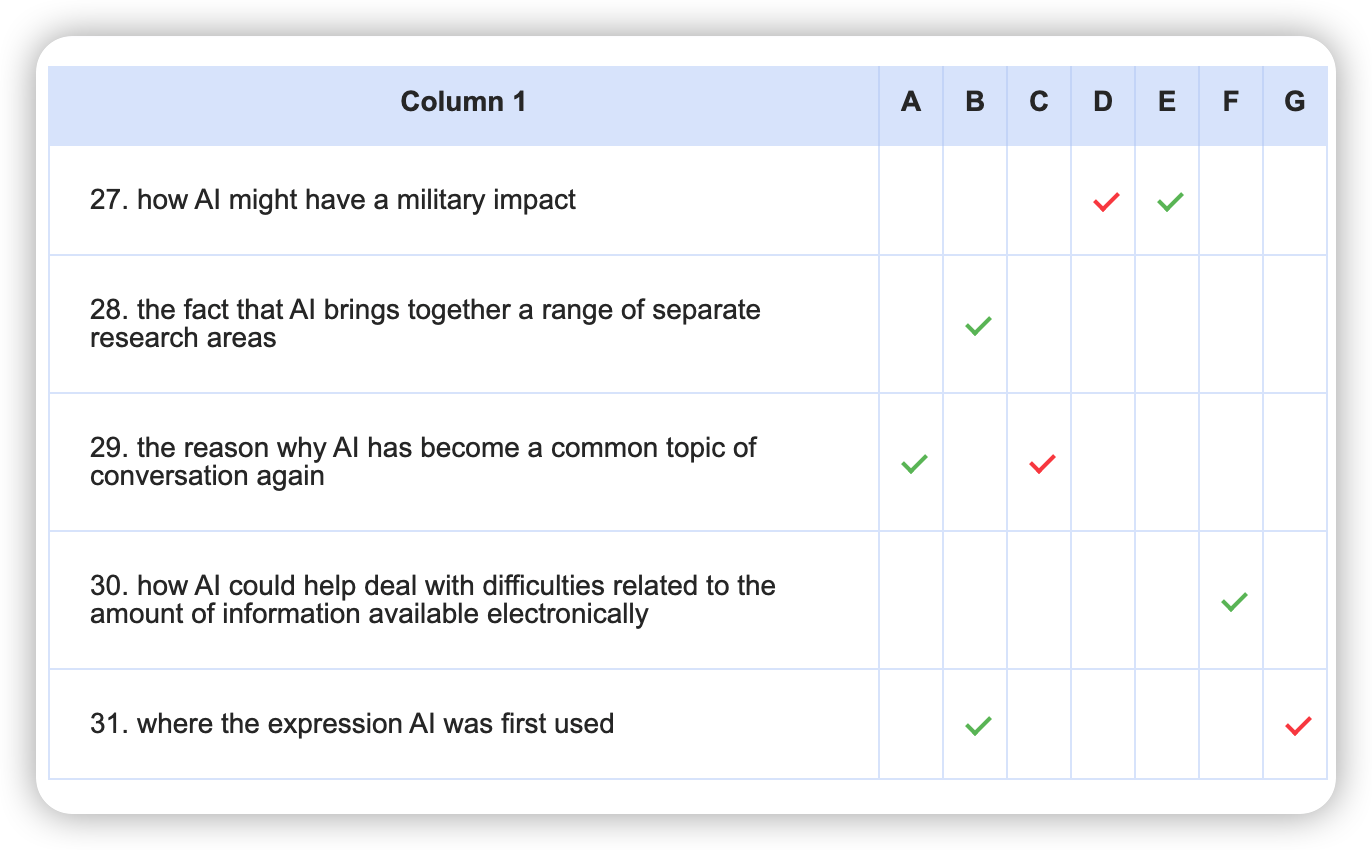 Column 1 A B C D E F G
27. how AI might have a military impact
28. the fact that AI brings together a range of separate
research areas
29. the reason why AI has become a common topic of
conversation again
30. how AI could help deal with difficulties related to the
amount of information available electronically
31. where the expression AI was first used